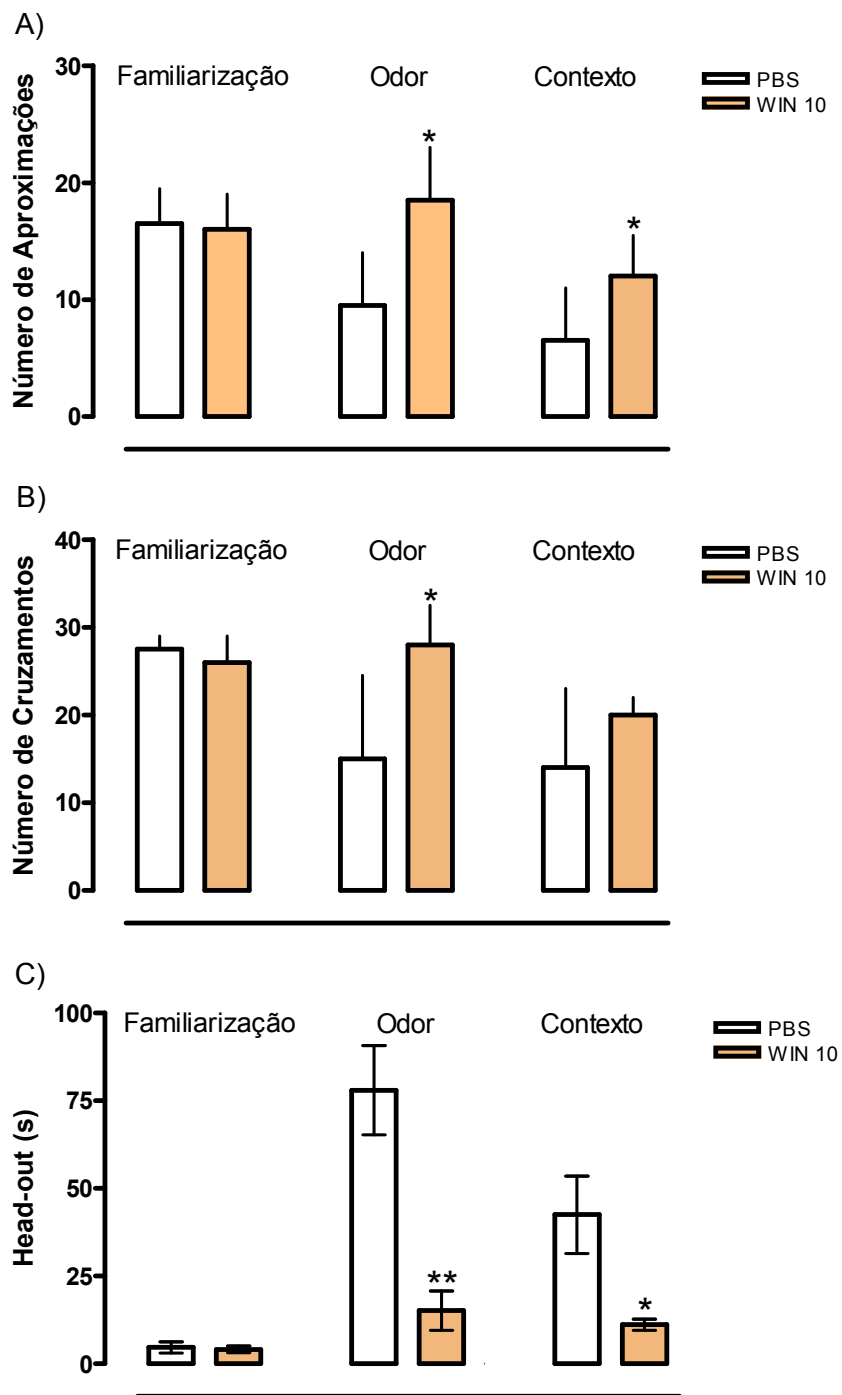 A)
Número de Aproximações
30
20
10
0
Familiarização Odor Contexto
* *
PBS
WIN 10
B)
Número de Cruzamentos
40
30
20
10
0
Familiarização Odor Contexto
*
PBS
WIN 10
C)
Head-out (s)
100
75
50
25
0
Familiarização Odor Contexto
** *
PBS
WIN 10